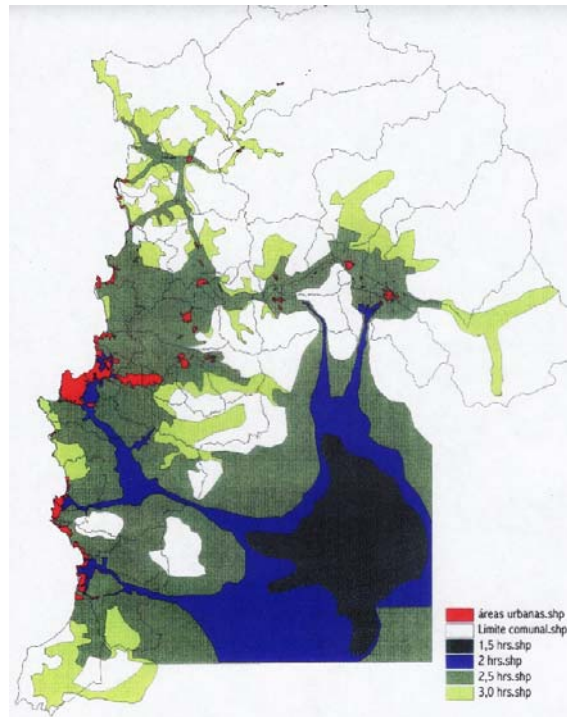 áreas urbanas.shp
Límite comunal.shp
1,5 hrs.shp
2 hrs.shp
2,5 hrs.shp
3,0 hrs.shp